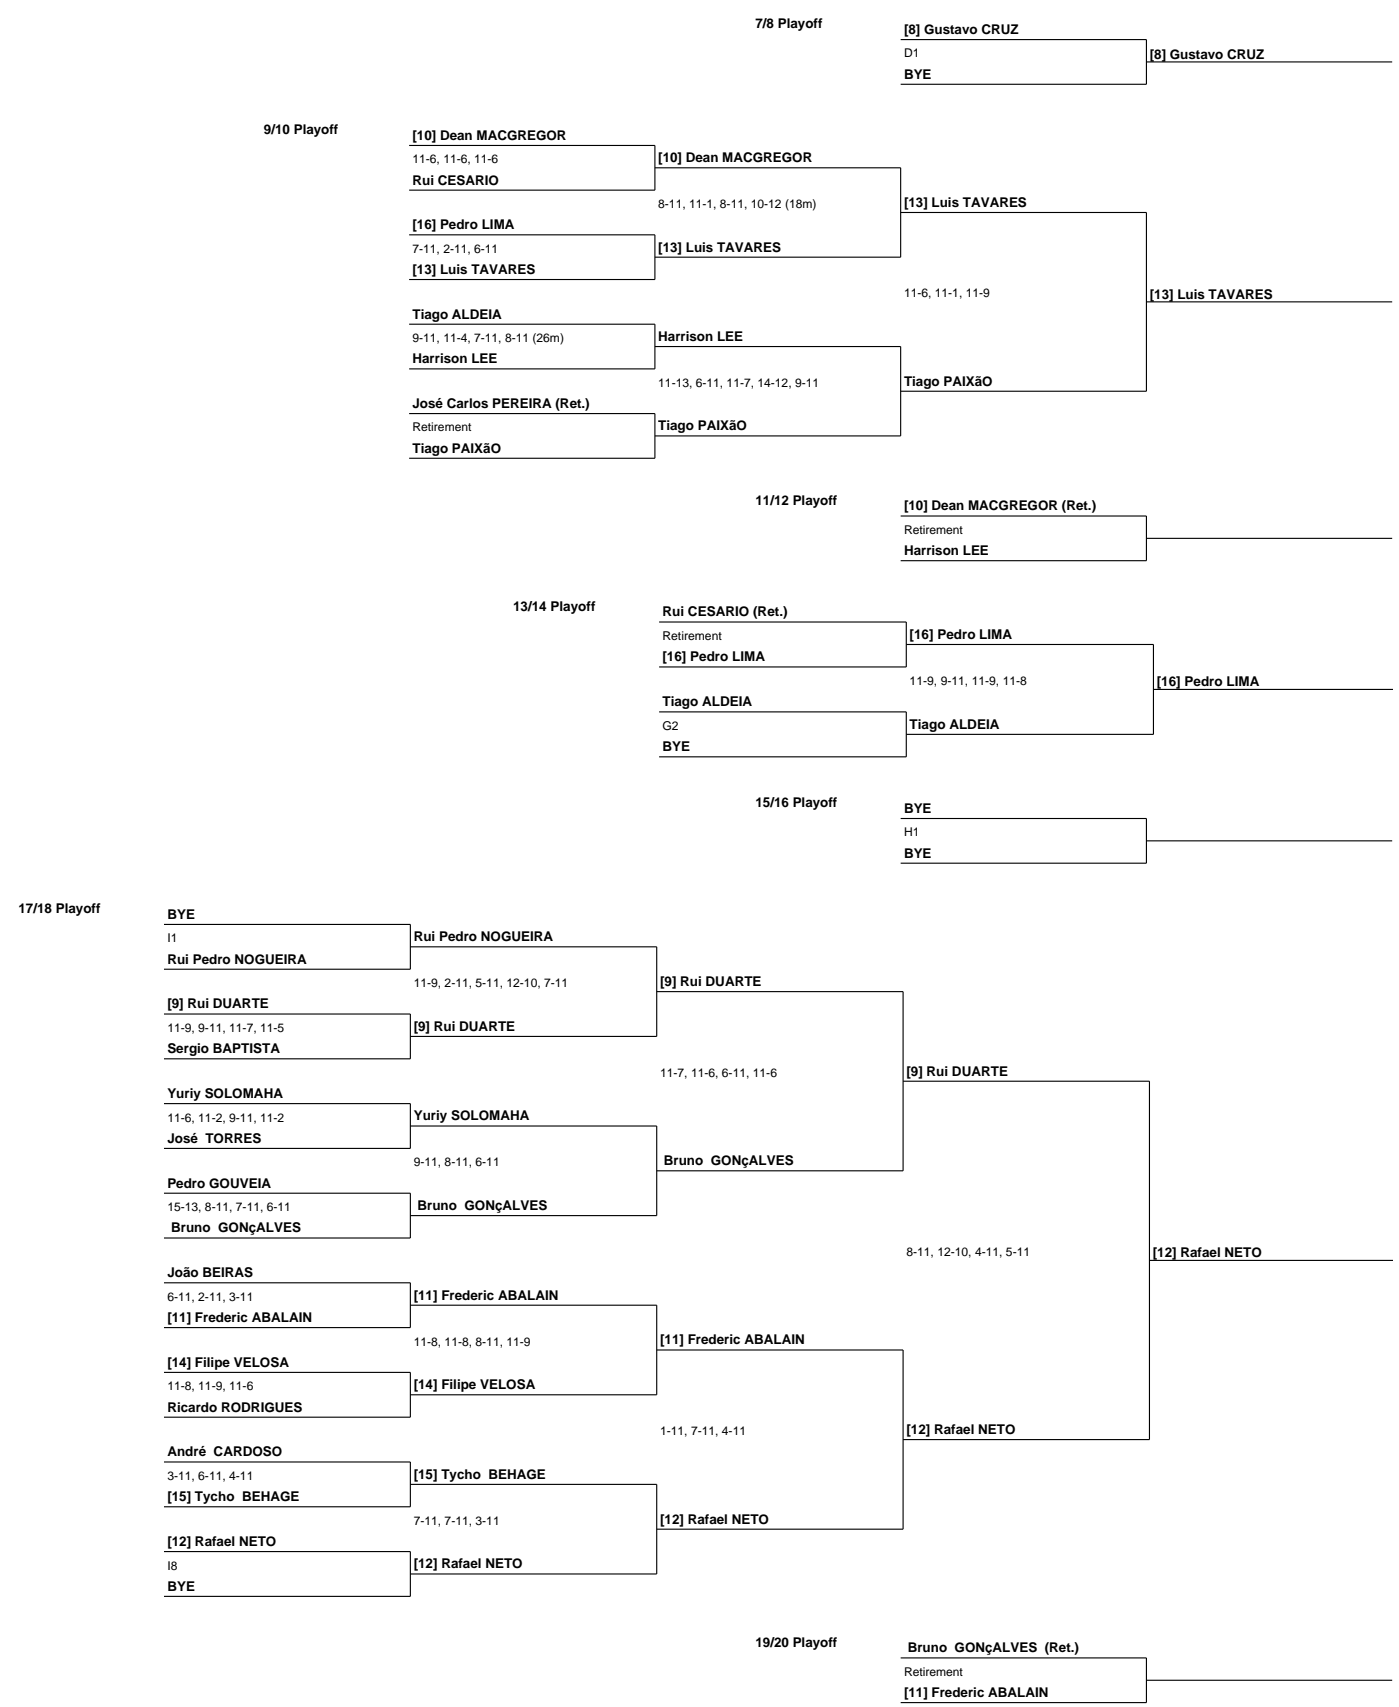 7/8 Playoff
[8] Gustavo CRUZ
D1
[8] Gustavo CRUZ
BYE
9/10 Playoff
[10] Dean MACGREGOR
11-6, 11-6, 11-6
[10] Dean MACGREGOR
Rui CESARIO
8-11, 11-1, 8-11, 10-12 (18m)
[13] Luis TAVARES
[16] Pedro LIMA
7-11, 2-11, 6-11
[13] Luis TAVARES
[13] Luis TAVARES
11-6, 11-1, 11-9
[13] Luis TAVARES
Tiago ALDEIA
9-11, 11-4, 7-11, 8-11 (26m)
Harrison LEE
Harrison LEE
11-13, 6-11, 11-7, 14-12, 9-11
Tiago PAIXãO
José Carlos PEREIRA (Ret.)
Retirement
Tiago PAIXãO
Tiago PAIXãO
11/12 Playoff
[10] Dean MACGREGOR (Ret.)
Retirement
Harrison LEE
13/14 Playoff
Rui CESARIO (Ret.)
Retirement
[16] Pedro LIMA
[16] Pedro LIMA
11-9, 9-11, 11-9, 11-8
[16] Pedro LIMA
Tiago ALDEIA
G2
Tiago ALDEIA
BYE
15/16 Playoff
BYE
H1
BYE
17/18 Playoff
BYE
I1
Rui Pedro NOGUEIRA
Rui Pedro NOGUEIRA
11-9, 2-11, 5-11, 12-10, 7-11
[9] Rui DUARTE
[9] Rui DUARTE
11-9, 9-11, 11-7, 11-5
[9] Rui DUARTE
Sergio BAPTISTA
11-7, 11-6, 6-11, 11-6
[9] Rui DUARTE
Yuriy SOLOMAHA
11-6, 11-2, 9-11, 11-2
Yuriy SOLOMAHA
José TORRES
9-11, 8-11, 6-11
Bruno GONçALVES
Pedro GOUVEIA
15-13, 8-11, 7-11, 6-11
Bruno GONçALVES
Bruno GONçALVES
8-11, 12-10, 4-11, 5-11
[12] Rafael NETO
João BEIRAS
6-11, 2-11, 3-11
[11] Frederic ABALAIN
[11] Frederic ABALAIN
11-8, 11-8, 8-11, 11-9
[11] Frederic ABALAIN
[14] Filipe VELOSA
11-8, 11-9, 11-6
[14] Filipe VELOSA
Ricardo RODRIGUES
1-11, 7-11, 4-11
[12] Rafael NETO
André CARDOSO
3-11, 6-11, 4-11
[15] Tycho BEHAGE
[15] Tycho BEHAGE
7-11, 7-11, 3-11
[12] Rafael NETO
[12] Rafael NETO
I8
[12] Rafael NETO
BYE
19/20 Playoff
Bruno GONçALVES (Ret.)
Retirement
[11] Frederic ABALAIN